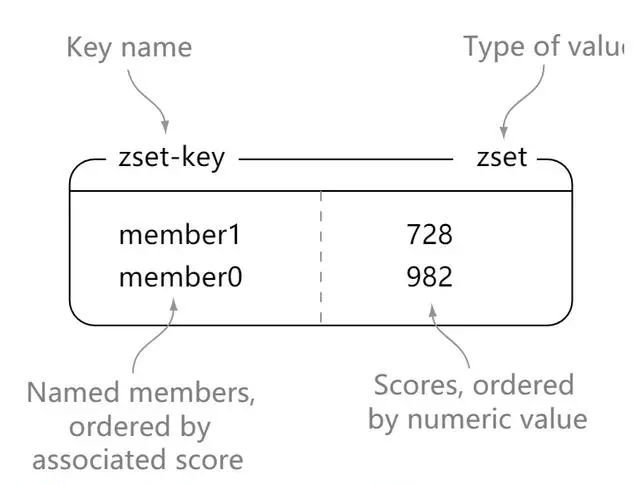 Key name
Type of valu
zset-key
zset
member1
728
member0
982
Named members,
ordered by
associated score
Scores, ordered
by numeric value